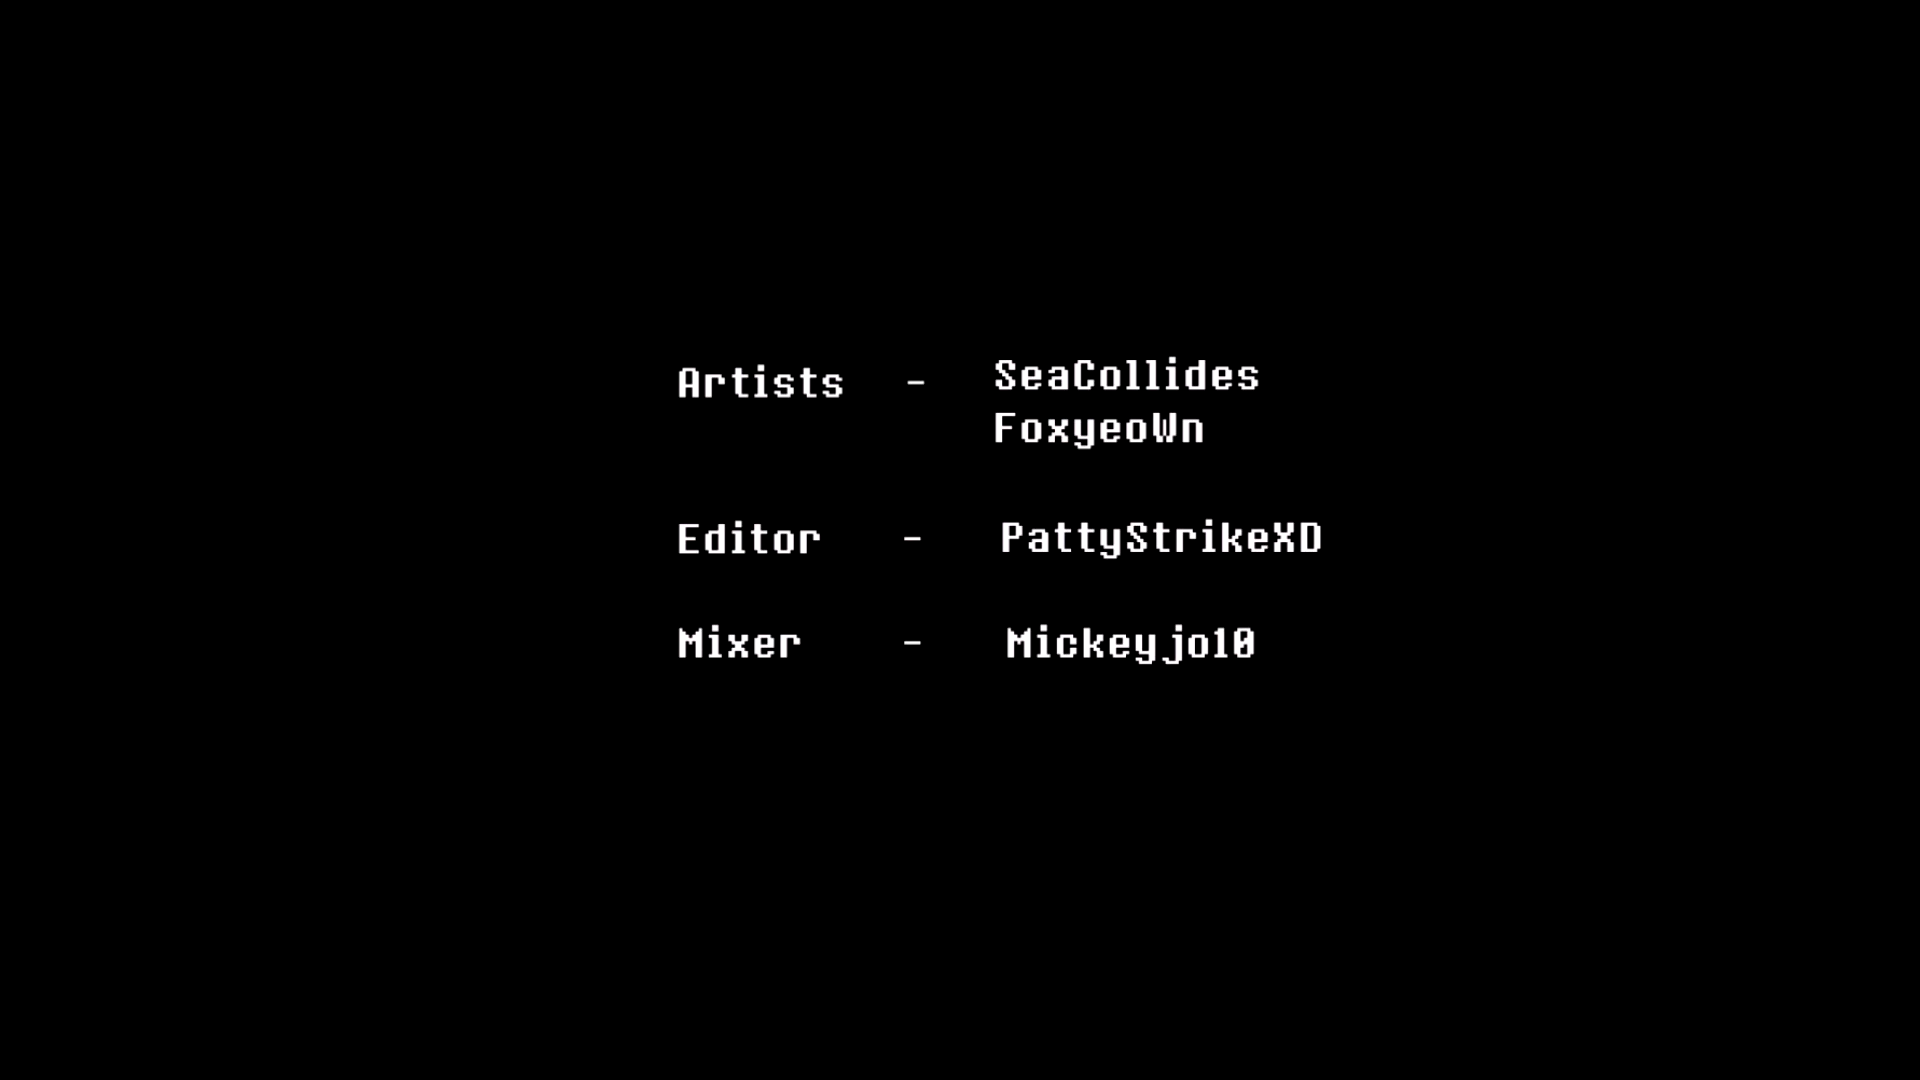 Artists - SeaCollides
FoxyeoWn
Editor - PattyStrikeXD
Mixer - Mickeyjo10